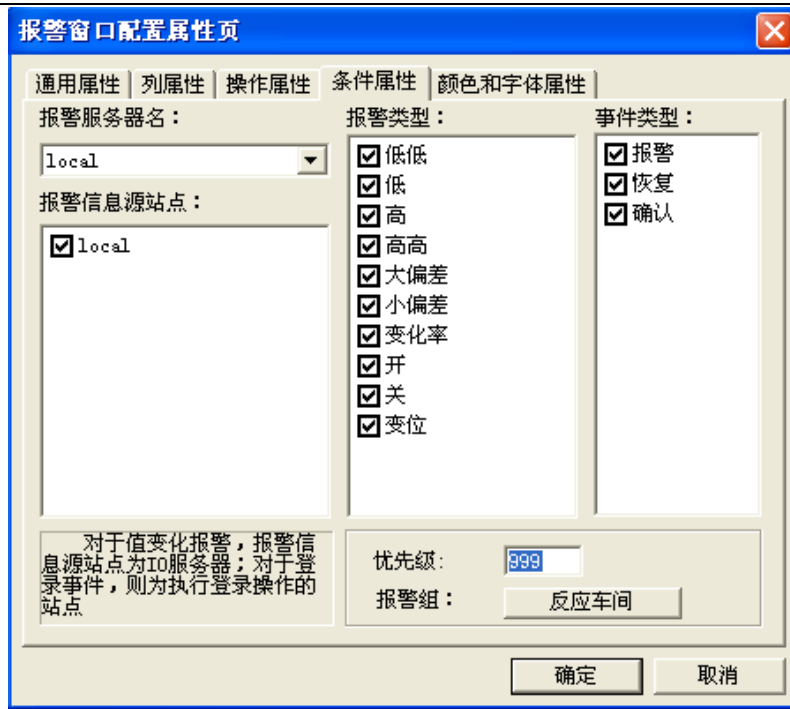 报警窗口配置属性页
通用属性 列属性 操作属性 条件属性 颜色和字体属性
报警服务器名：
local
报警信息源站点：
local
对于值变化报警，报警信
息源站点为IO服务器；对于登
录事件，则为执行登录操作的
站点
报警类型：
低低
低
高
高高
大偏差
小偏差
变化率
开
关
变位
事件类型：
报警
恢复
确认
优先级: 999
报警组： 反应车间
确定 取消